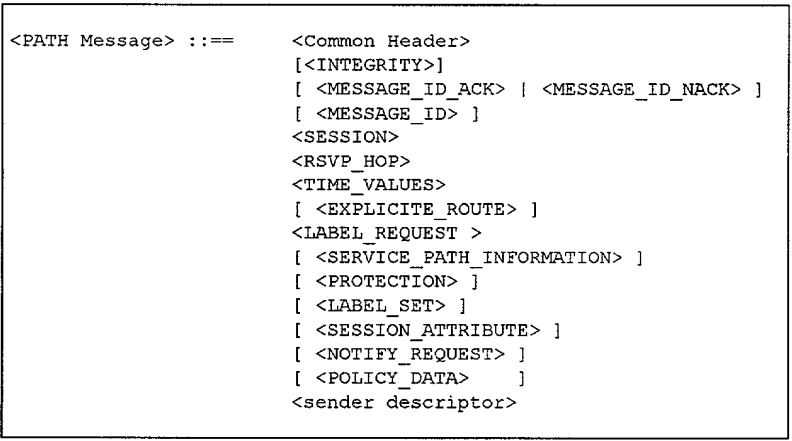 <PATH Message> ::== <Common Header>
[<INTEGRITY>]
[ <MESSAGE_ID_ACK> | <MESSAGE_ID_NACK> ]
[ <MESSAGE_ID> ]
<SESSION>
<RSVP_HOP>
<TIME_VALUES>
[ <EXPLICITE_ROUTE> ]
<LABEL_REQUEST >
[ <SERVICE_PATH_INFORMATION> ]
[ <PROTECTION> ]
[ <LABEL_SET> ]
[ <SESSION_ATTRIBUTE> ]
[ <NOTIFY_REQUEST> ]
[ <POLICY_DATA> ]
<sender descriptor>